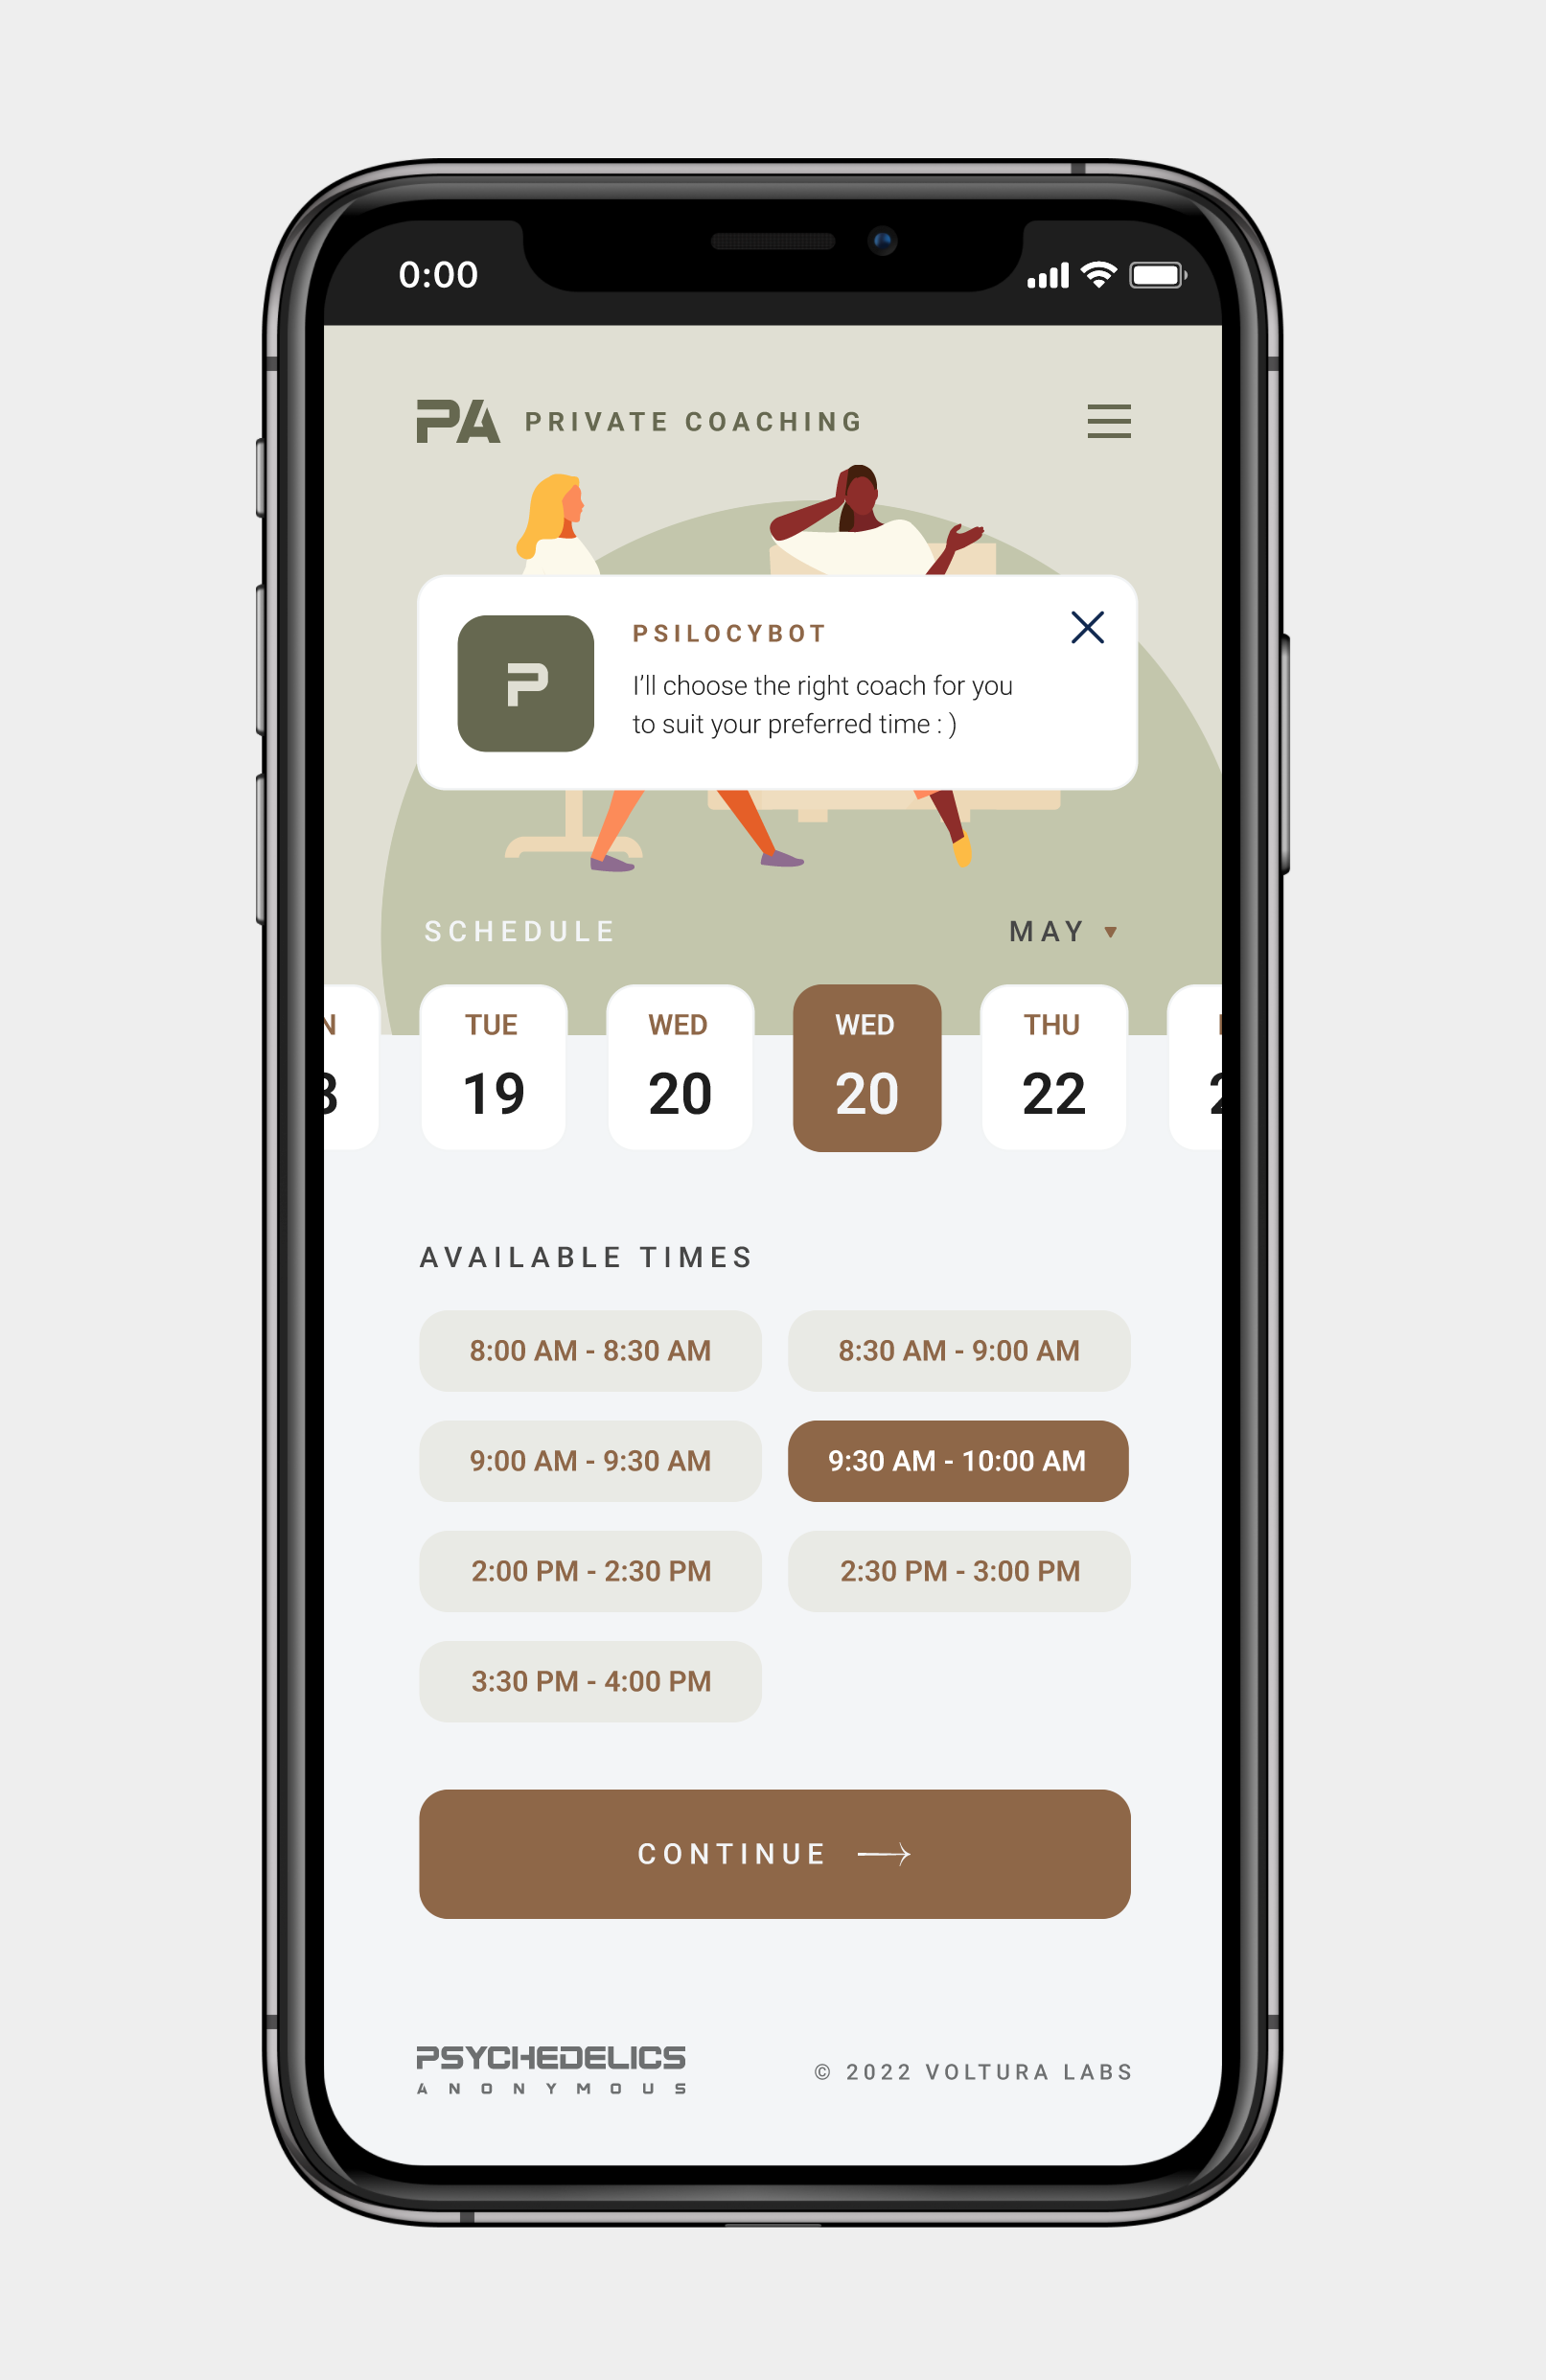 0:00
PA PRIVATE COACHING
PSILOCYBOT
I’ll choose the right coach for you
to suit your preferred time : )
SCHEDULE MAY
N TUE WED WED THU
19 20 20 22
AVAILABLE TIMES
8:00 AM - 8:30 AM 8:30 AM - 9:00 AM
9:00 AM - 9:30 AM 9:30 AM - 10:00 AM
2:00 PM - 2:30 PM 2:30 PM - 3:00 PM
3:30 PM - 4:00 PM
CONTINUE
PSYCHEDELICS
ANONYMOUS © 2022 VOLTURA LABS